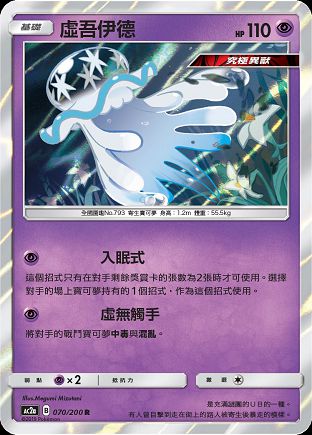 基礎 虛吾伊德 HP 110
究極異獸
全國圖鑑No.793 寄生寶可夢 身高：1.2m 體重：55.5kg
入眠式
這個招式只有在對手剩餘獎賞卡的張數為2張時才可使用。選擇
對手的場上寶可夢持有的1個招式，作為這個招式使用。
虛無觸手
將對手的戰鬥寶可夢中毒與混亂。
弱點 ×2 抵抗力 撤退
Illus.Megumi Mizutani
AC2a B 070/200 R
©2019 Pokémon
是充滿謎團的ＵＢ的一種。
有人曾目擊到走在街上的路人被寄生後暴走的模樣。